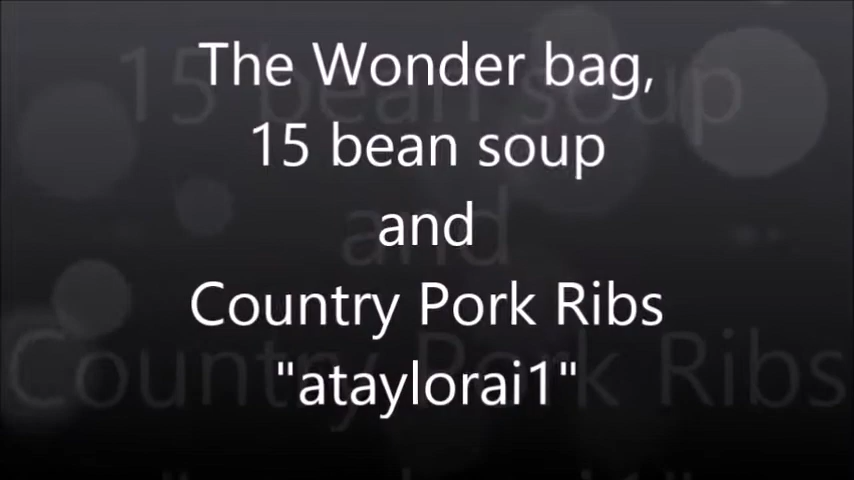 The Wonder bag,
15 bean soup
and
Country Pork Ribs
"ataylorai1"